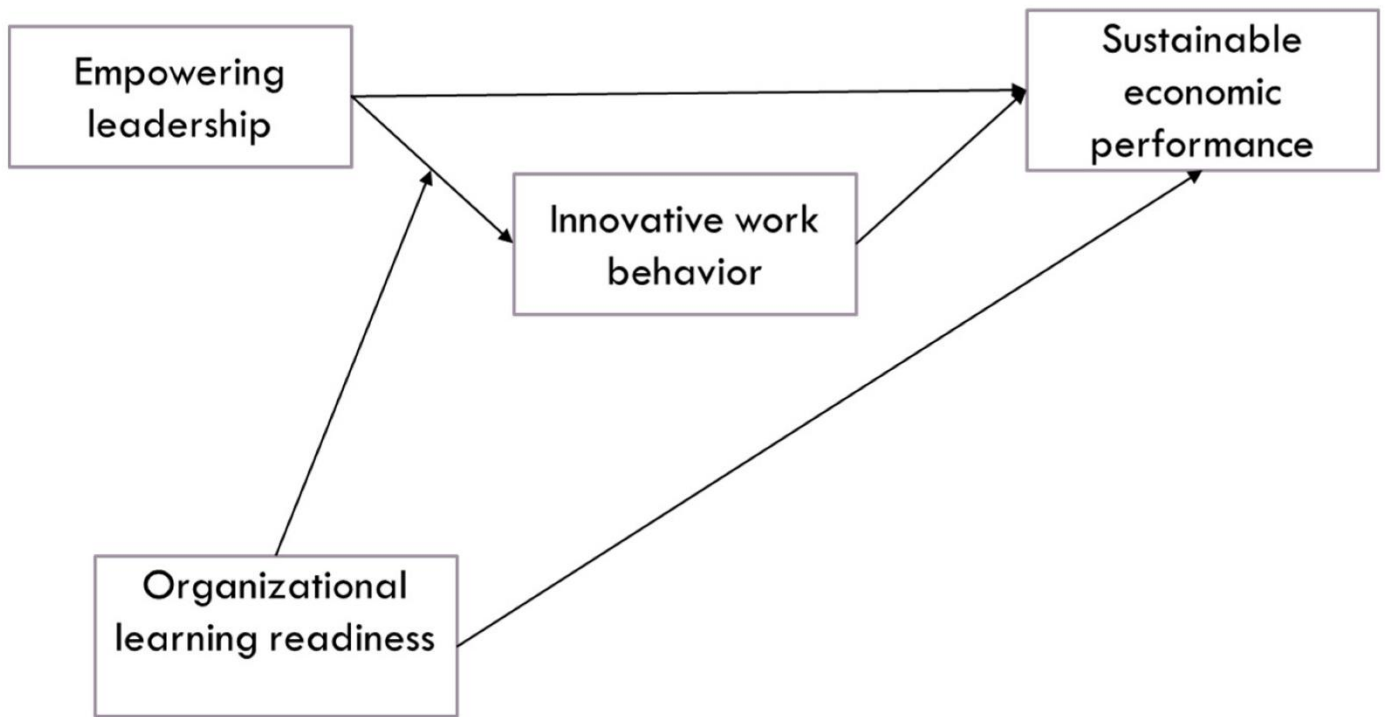 Empowering
leadership
Sustainable
economic
performance
Innovative work
behavior
Organizational
learning readiness